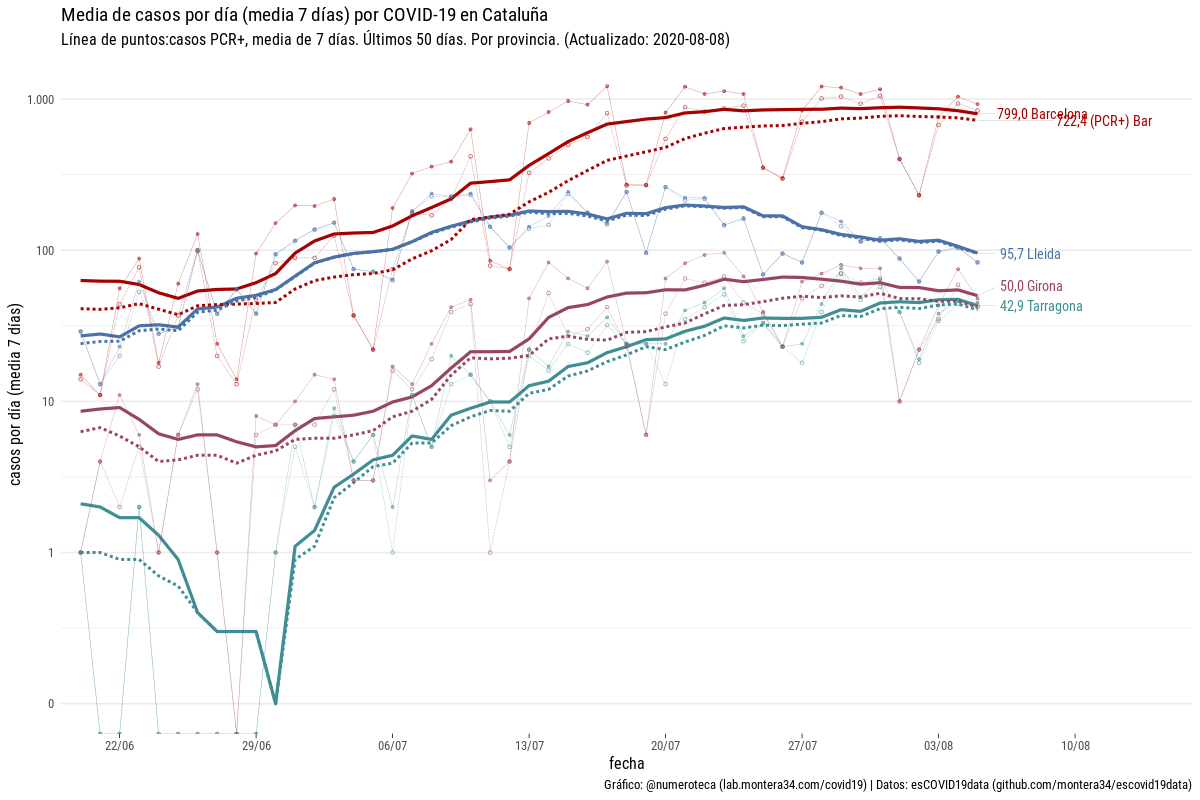 Media de casos por día (media 7 días) por COVID-19 en Cataluña
Línea de puntos:casos PCR+, media de 7 días. Últimos 50 días. Por provincia. (Actualizado: 2020-08-08)
casos por día (media 7 días)
1.000
100
10
1
0
799,0 Barcelona
722,4 (PCR+) Bar
95,7 Lleida
50,0 Girona
42,9 Tarragona
22/06
29/06
06/07
13/07
20/07
27/07
03/08
10/08
fecha
Gráfico: @numeroteca (lab.montera34.com/covid19) | Datos: esCOVID19data (github.com/montera34/escovid19data)